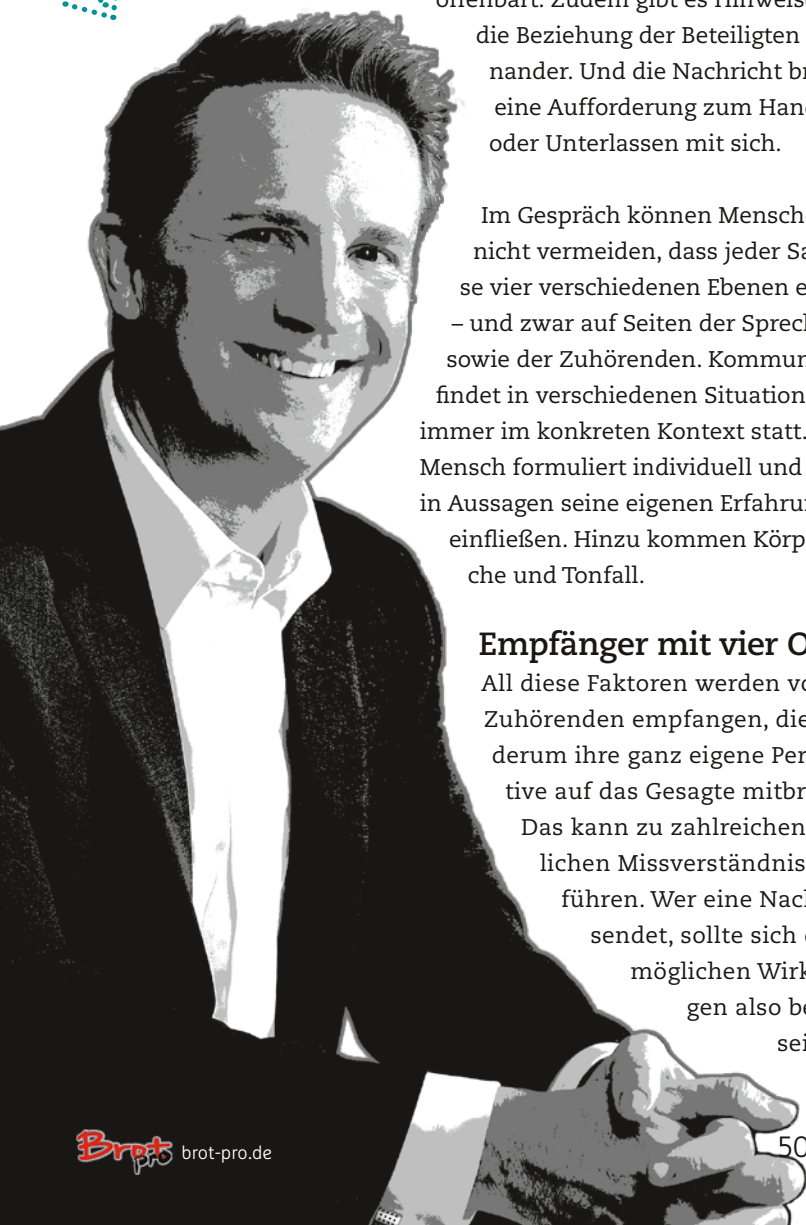 offenbart. Zudem gibt es Hinweise
die Beziehung der Beteiligten
nander. Und die Nachricht br
eine Aufforderung zum Han
oder Unterlassen mit sich.
Im Gespräch können Mensch
nicht vermeiden, dass jeder Sa
se vier verschiedenen Ebenen e
– und zwar auf Seiten der Sprech
sowie der Zuhörenden. Kommun
findet in verschiedenen Situation
immer im konkreten Kontext statt.
Mensch formuliert individuell und
in Aussagen seine eigenen Erfahru
einfließen. Hinzu kommen Körp
che und Tonfall.
Empfänger mit vier O
All diese Faktoren werden vo
Zuhörenden empfangen, die
derum ihre ganz eigene Per
tive auf das Gesagte mitbr
Das kann zu zahlreichen
lichen Missverständnis
führen. Wer eine Nach
sendet, sollte sich
möglichen Wirk
gen also be
sei
Brot pro brot-pro.de
50